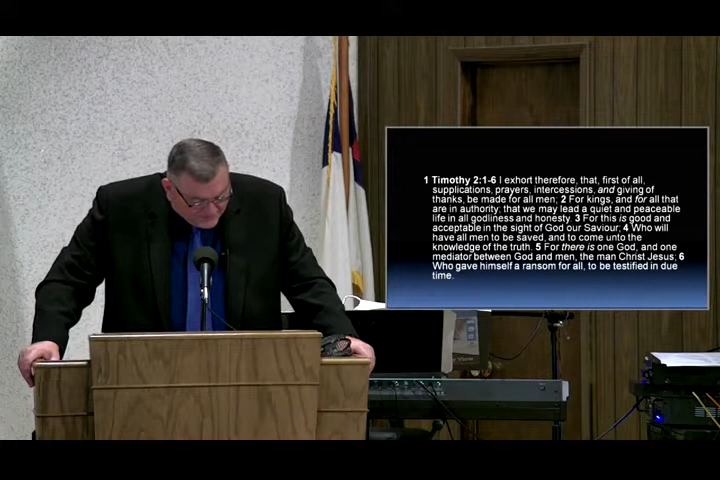 1 Timothy 2:1-6 I exhort therefore, that, first of all,
supplications, prayers, intercessions, and giving of
thanks, be made for all men; 2 For kings, and for all that
are in authority; that we may lead a quiet and peaceable
life in all godliness and honesty. 3 For this is good and
acceptable in the sight of God our Saviour; 4 Who will
have all men to be saved, and to come unto the
knowledge of the truth. 5 For there is one God, and one
mediator between God and men, the man Christ Jesus; 6
Who gave himself a ransom for all, to be testified in due
time.